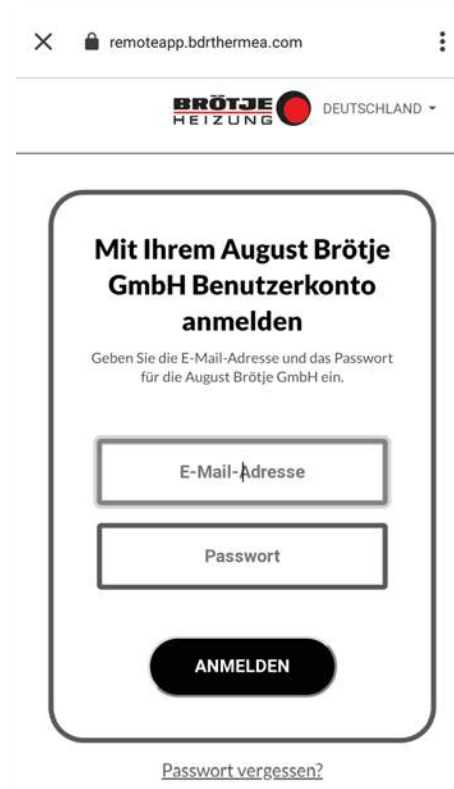 remoteapp.bdrthermea.com
BRÖTJE
HEIZUNG
DEUTSCHLAND
Mit Ihrem August Brötje
GmbH Benutzerkonto
anmelden
Geben Sie die E-Mail-Adresse und das Passwort
für die August Brötje GmbH ein.
E-Mail-Adresse
Passwort
ANMELDEN
Passwort vergessen?